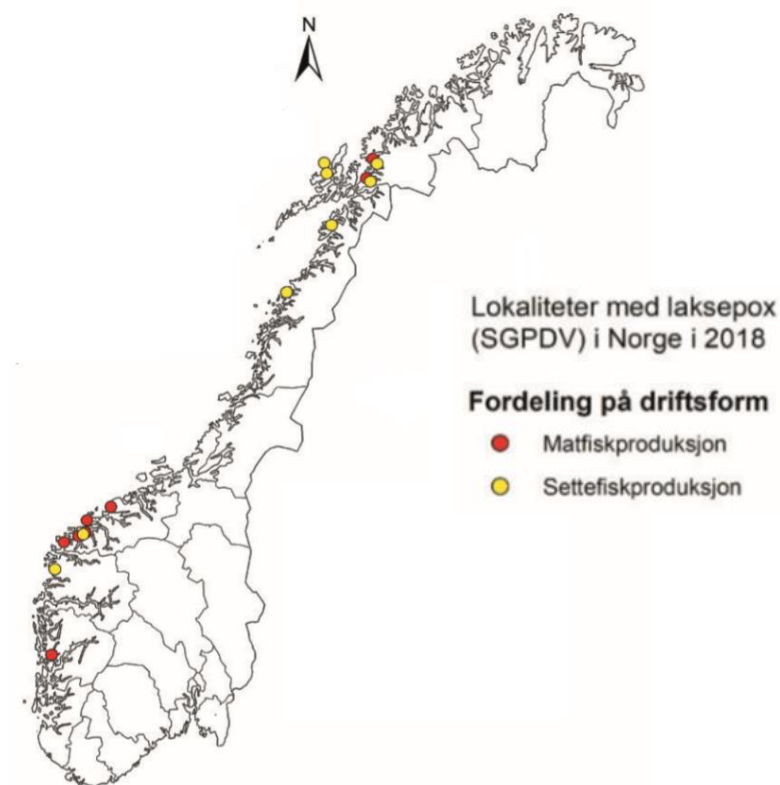 N
Lokaliteter med laksepox
(SGPDV) i Norge i 2018
Fordeling på driftsform
Matfiskproduksjon
Settefiskproduksjon